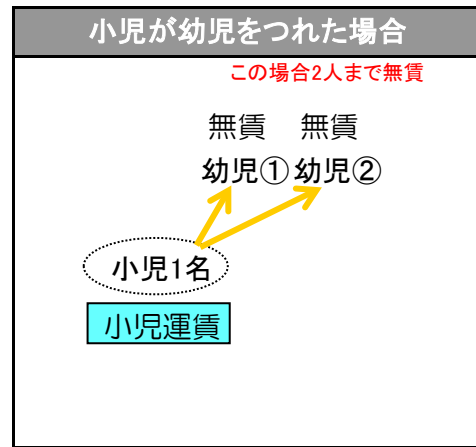 小児が幼児をつれた場合
この場合2人まで無賃
無賃 無賃
幼児① 幼児②
小児1名
小児運賃